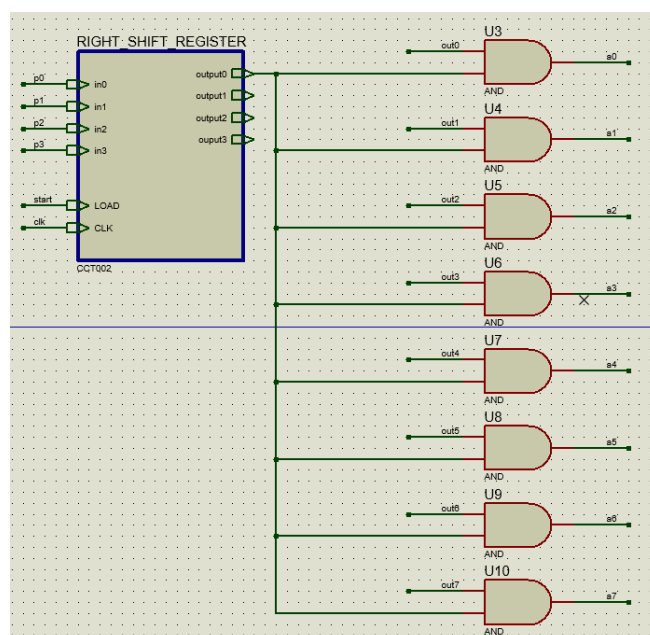 RIGHT_SHIFT_REGISTER
p0
in0
output0
p1
in1
output1
p2
in2
output2
p3
in3
ouput3
start
LOAD
clk
CLK
CCT002
U3
out0
a0
AND
U4
out1
a1
AND
U5
out2
a2
AND
U6
out3
a3
AND
U7
out4
a4
AND
U8
out5
a5
AND
U9
out6
a6
AND
U10
out7
a7
AND